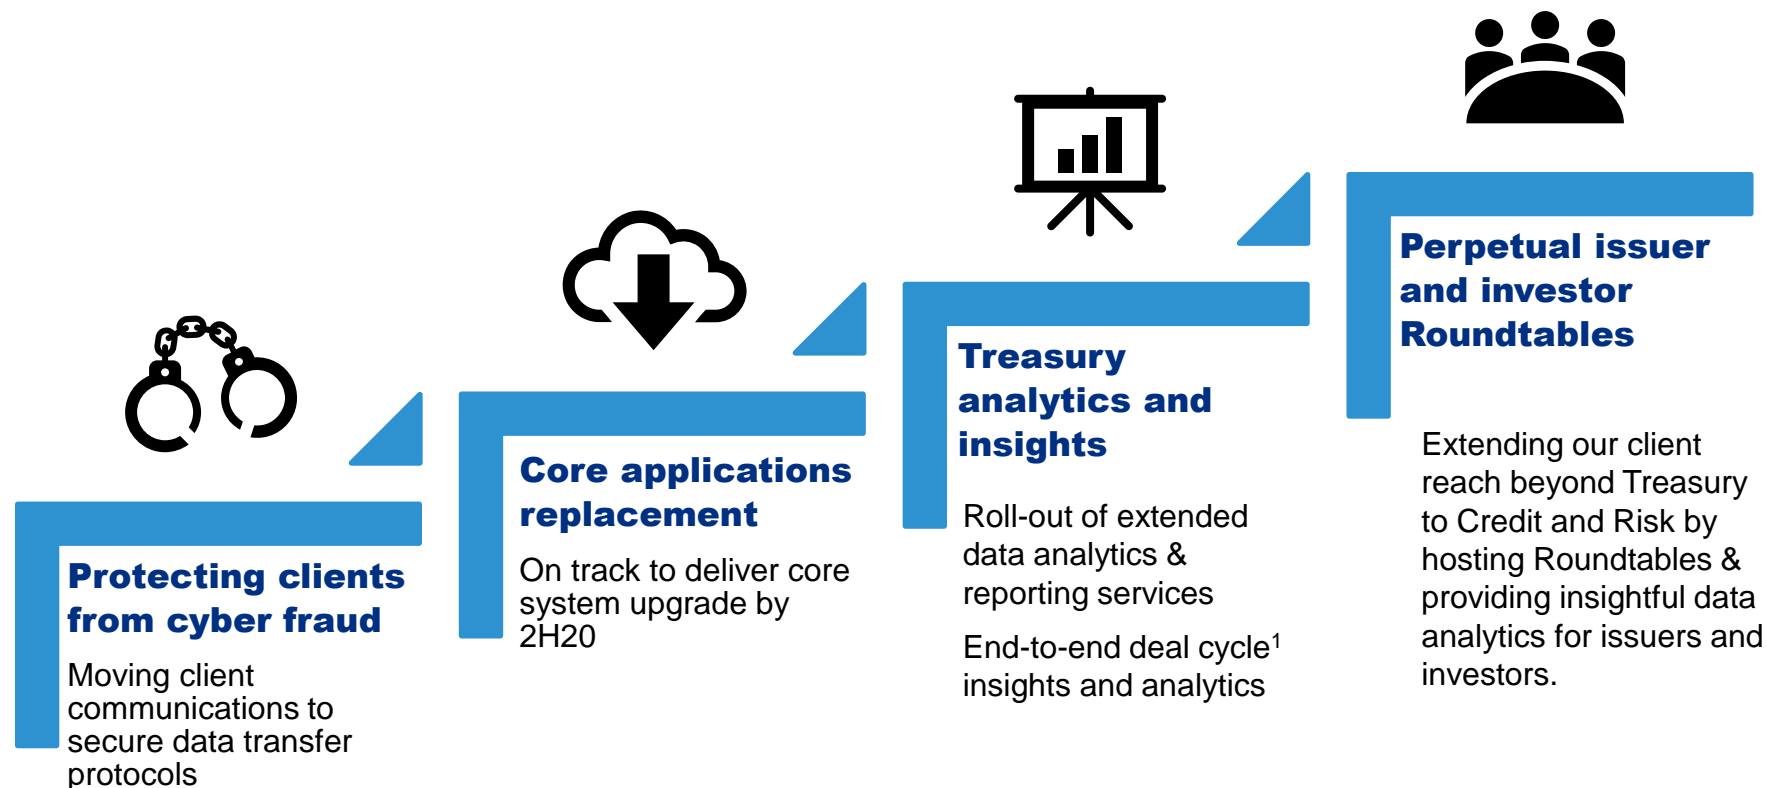 Protecting clients
from cyber fraud
Moving client
communications to
secure data transfer
protocols
Core applications
replacement
On track to deliver core
system upgrade by
2H20
Treasury
analytics and
insights
Roll-out of extended
data analytics &
reporting services
End-to-end deal cycle¹
insights and analytics
Perpetual issuer
and investor
Roundtables
Extending our client
reach beyond Treasury
to Credit and Risk by
hosting Roundtables &
providing insightful data
analytics for issuers and
investors.